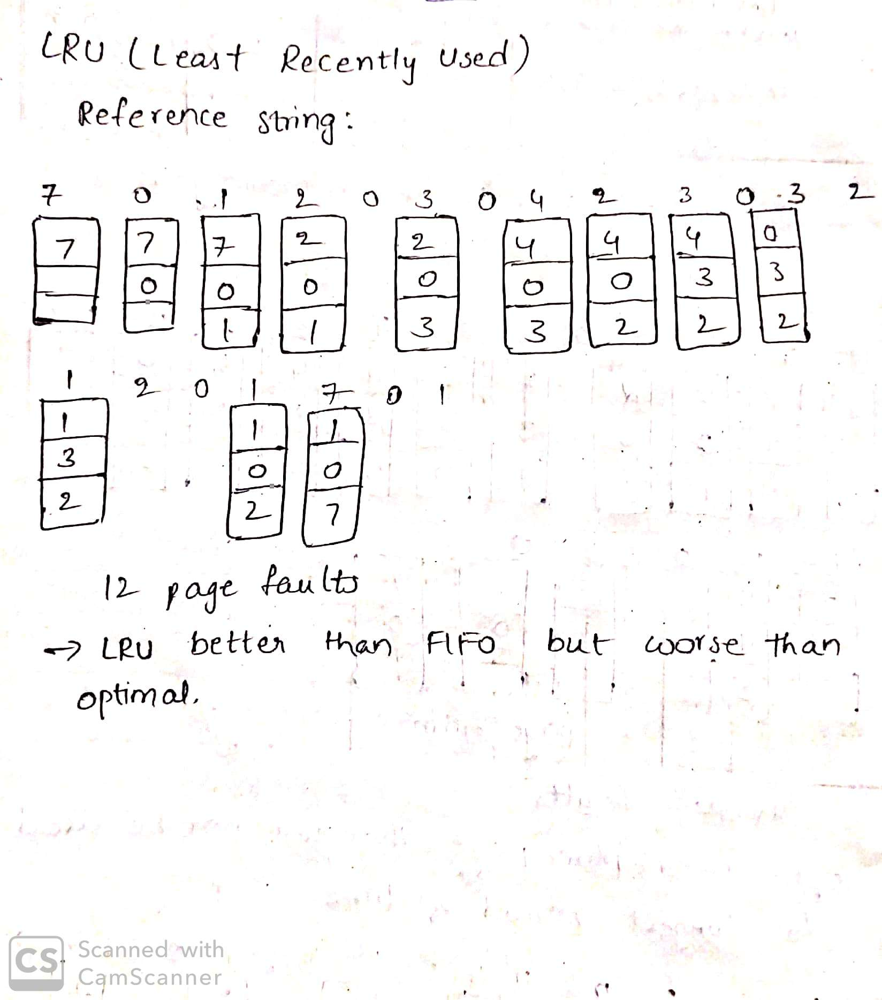 LRU (Least Recently Used)
Reference string:
7 0 1 2 0 3 0 4 2 3 0 3 2
7 7 7 2 2 4 4 4 0
0 0 0 0 0 0 3 3
1 1 3 3 2 2 2
1 2 0 1 7 0 1
1 1 1
3 0 0
2 2 7
12 page faults
→ LRU better than FIFO but worse than
optimal.
CS Scanned with
CamScanner